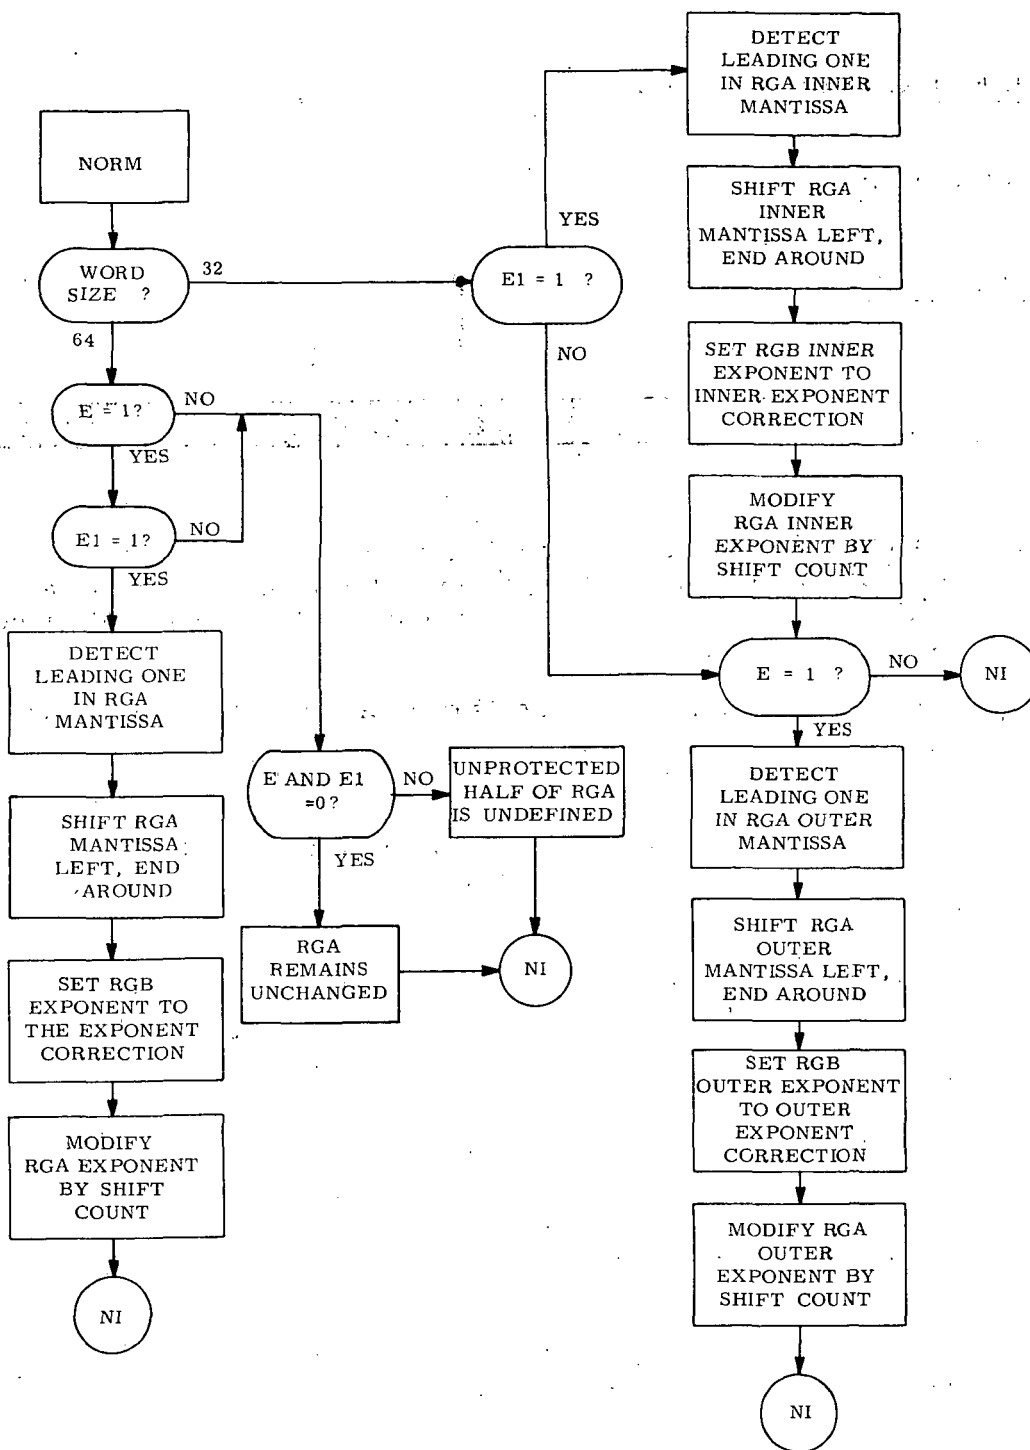 NORM
WORD
SIZE ?
32
64
E = 1?
NO
YES
E1 = 1?
NO
YES
DETECT
LEADING ONE
IN RGA
MANTISSA
SHIFT RGA
MANTISSA
LEFT, END
AROUND
SET RGB
EXPONENT TO
THE EXPONENT
CORRECTION
MODIFY
RGA EXPONENT
BY SHIFT
COUNT
NI
E AND E1
=0?
NO
YES
UNPROTECTED
HALF OF RGA
IS UNDEFINED
RGA
REMAINS
UNCHANGED
NI
E1 = 1 ?
YES
NO
DETECT
LEADING ONE
IN RGA INNER
MANTISSA
SHIFT RGA
INNER
MANTISSA LEFT,
END AROUND
SET RGB INNER
EXPONENT TO
INNER EXPONENT
CORRECTION
MODIFY
RGA INNER
EXPONENT BY
SHIFT COUNT
E = 1 ?
NO
NI
YES
DETECT
LEADING ONE
IN RGA OUTER
MANTISSA
SHIFT RGA
OUTER
MANTISSA LEFT,
END AROUND
SET RGB
OUTER EXPONENT
TO OUTER
EXPONENT
CORRECTION
MODIFY RGA
OUTER
EXPONENT BY
SHIFT COUNT
NI